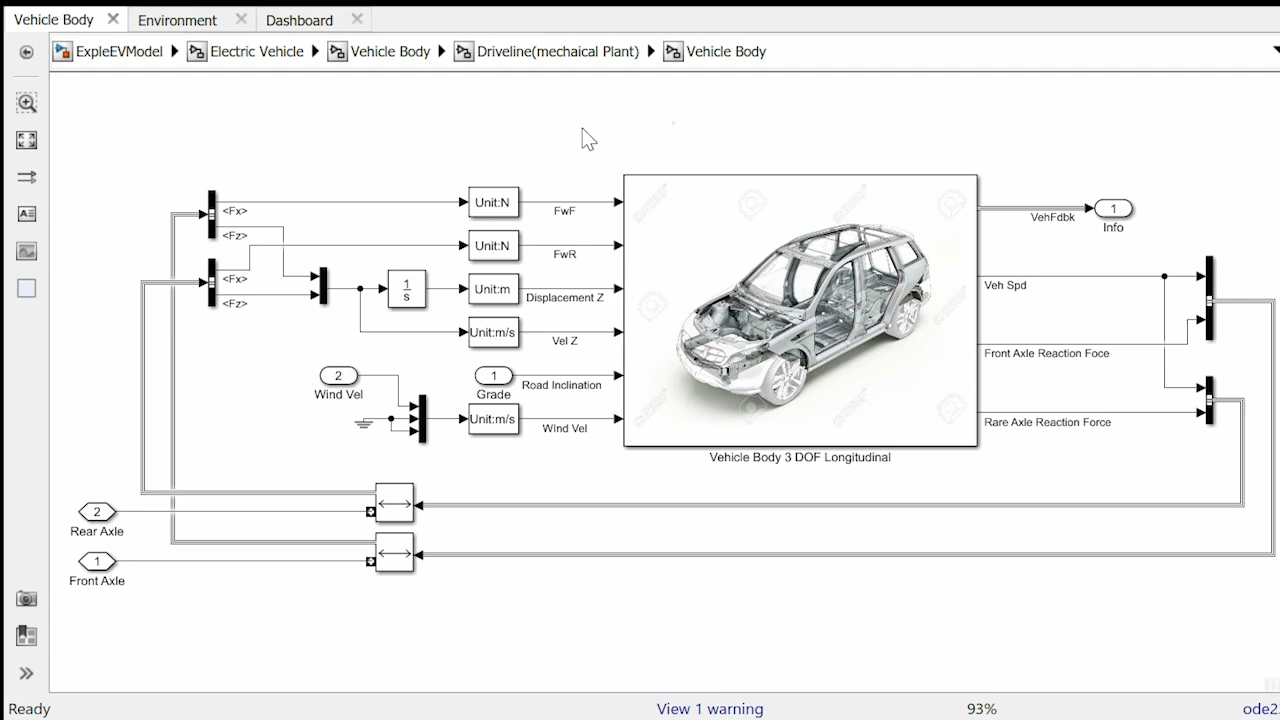 Vehicle Body
Environment
Dashboard
ExpleEVModel
Electric Vehicle
Vehicle Body
Driveline(mechaical Plant)
Vehicle Body
<Fx>
<Fz>
<Fx>
<Fz>
1
s
Unit:N
FwF
Unit:N
FwR
Unit:m
Displacement Z
Unit:m/s
Vel Z
2
Wind Vel
1
Grade
Road Inclination
Unit:m/s
WInd Vel
Vehicle Body 3 DOF Longitudinal
VehFdbk
1
Info
Veh Spd
Front Axle Reaction Foce
Rare Axle Reaction Force
2
Rear Axle
1
Front Axle
Ready
View 1 warning
93%